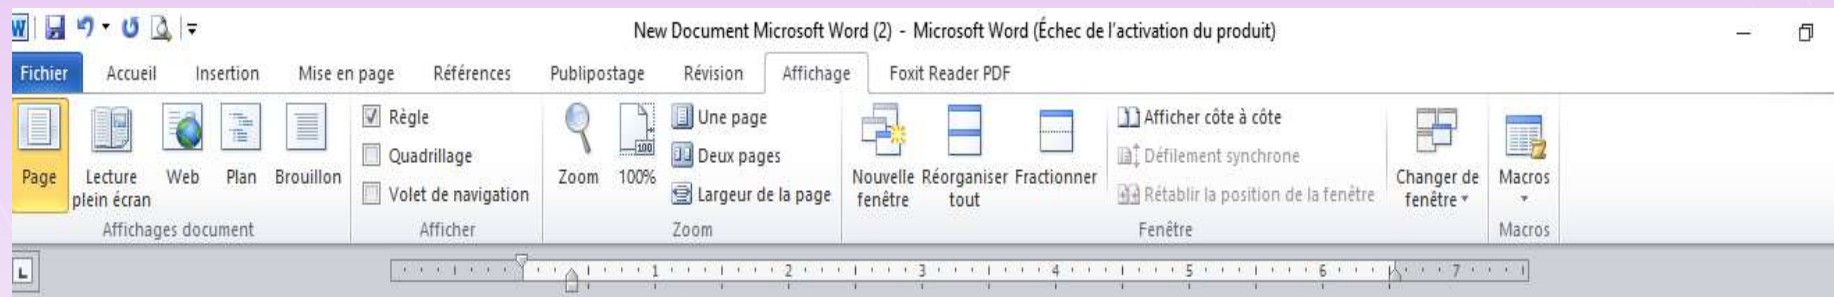 New Document Microsoft Word (2) - Microsoft Word (Échec de l'activation du produit)
Fichier Accueil Insertion Mise en page Références Publipostage Révision Affichage Foxit Reader PDF
Page
Lecture plein écran
Web
Plan
Brouillon
Affichages document
Règle
Quadrillage
Volet de navigation
Afficher
Zoom
100
100%
Une page
Deux pages
Largeur de la page
Zoom
Nouvelle fenêtre
Réorganiser tout
Fractionner
Afficher côte à côte
Défilement synchrone
Rétablir la position de la fenêtre
Changer de fenêtre
Fenêtre
Macros
Macros
L
1 2 3 4 5 6 7